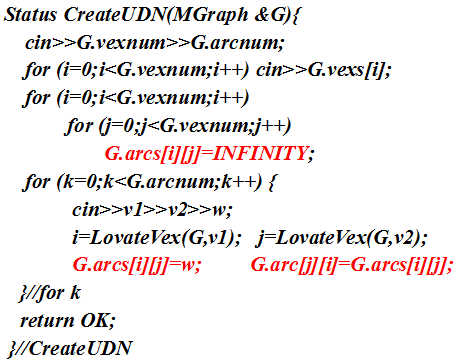 Status CreateUDN(MGraph &G){
cin>>G.vexnum>>G.arcnum;
for (i=0;i<G.vexnum;i++) cin>>G.vexs[i];
for (i=0;i<G.vexnum;i++)
for (j=0;j<G.vexnum;j++)
G.arcs[i][j]=INFINITY;
for (k=0;k<G.arcnum;k++) {
cin>>v1>>v2>>w;
i=LovateVex(G,v1); j=LovateVex(G,v2);
G.arcs[i][j]=w; G.arc[j][i]=G.arcs[i][j];
}//for k
return OK;
}//CreateUDN